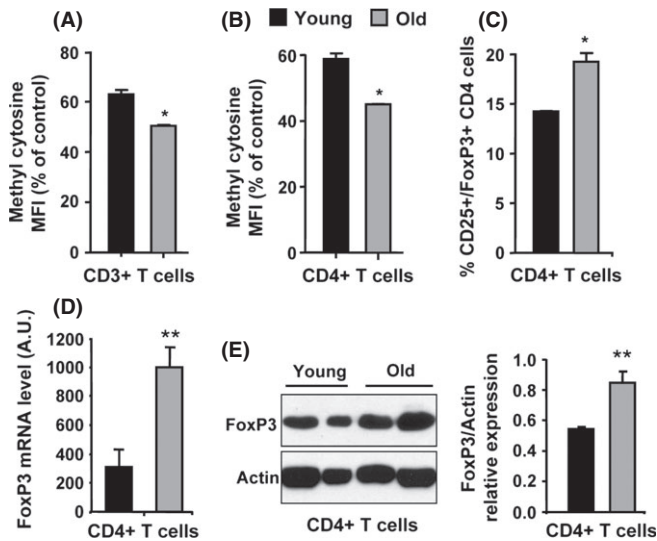 (A)
(B)
Young
Old
(C)
Methyl cytosine
MFI (% of control)
80
60
40
20
0
*
CD3+ T cells
Methyl cytosine
MFI (% of control)
60
40
20
0
*
CD4+ T cells
% CD25+/FoxP3+ CD4 cells
20
15
10
5
0
*
CD4+ T cells
(D)
FoxP3 mRNA level (A.U.)
1200
1000
800
600
400
200
0
**
CD4+ T cells
(E)
Young
Old
FoxP3
Actin
CD4+ T cells
FoxP3/Actin
relative expression
1.0
0.8
0.6
0.4
0.2
0.0
**
CD4+ T cells